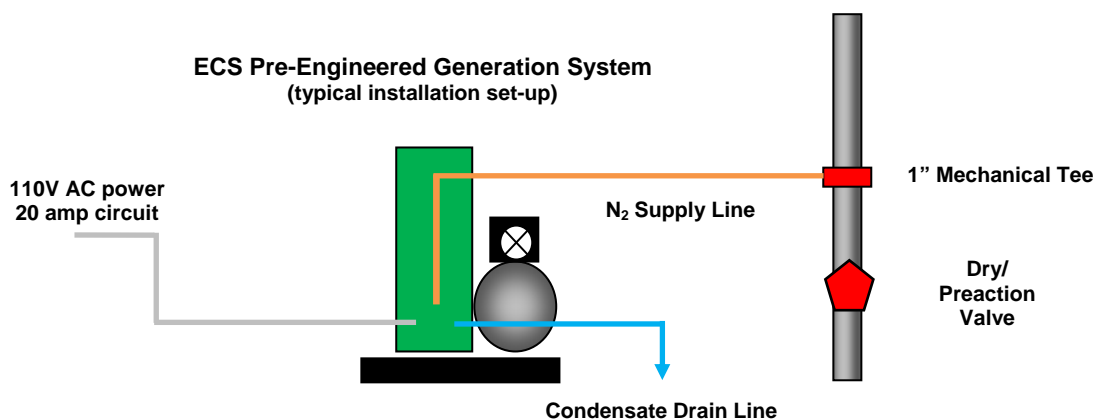 ECS Pre-Engineered Generation System
(typical installation set-up)
110V AC power
20 amp circuit
1” Mechanical Tee
N₂ Supply Line
Dry/
Preaction
Valve
Condensate Drain Line